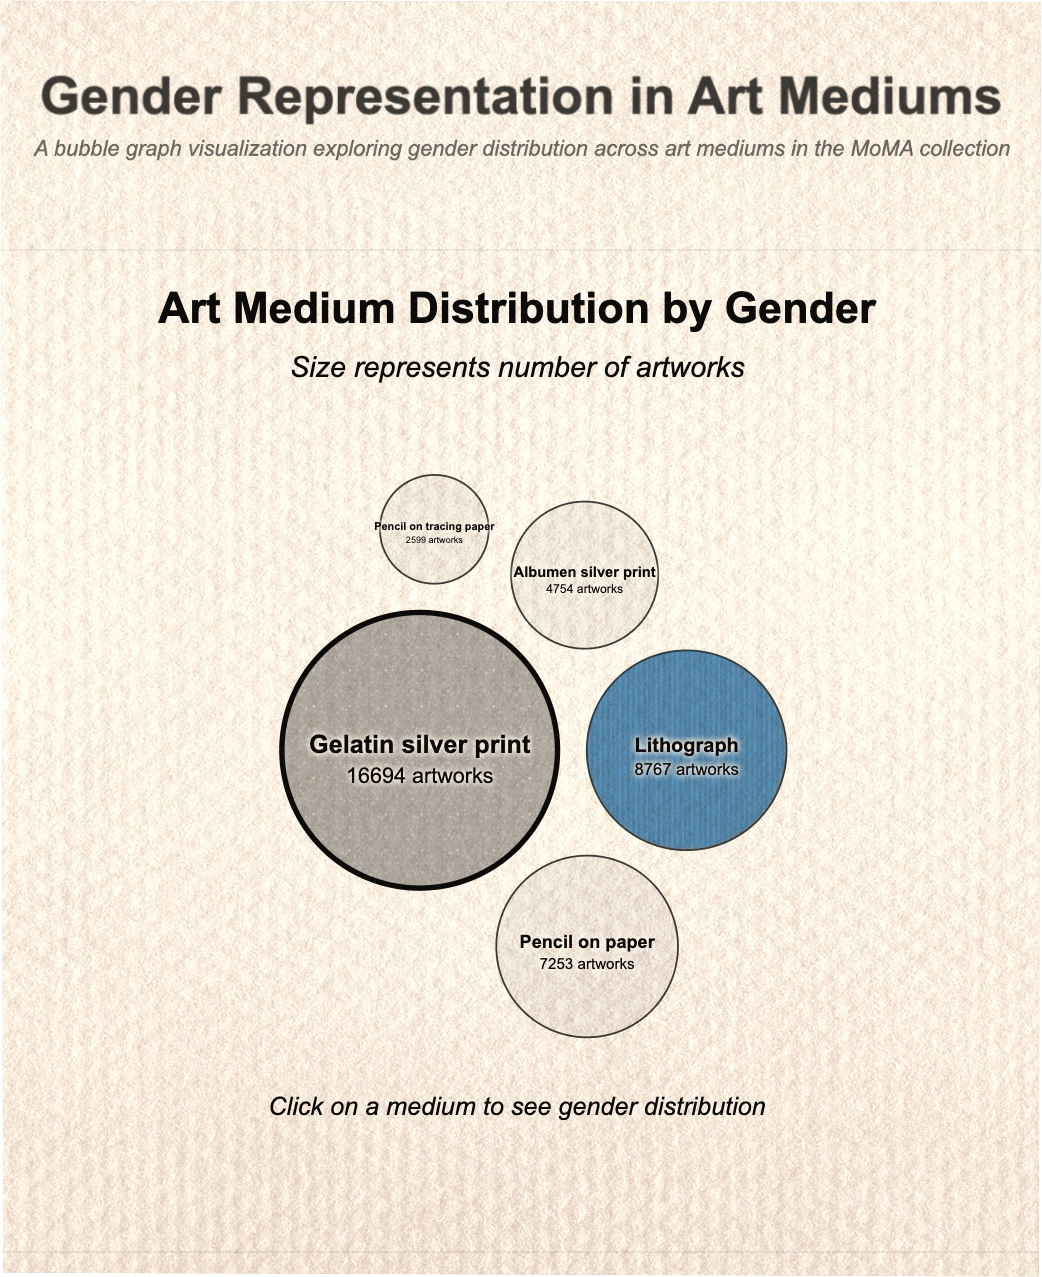 Gender Representation in Art Mediums
A bubble graph visualization exploring gender distribution across art mediums in the MoMA collection
Art Medium Distribution by Gender
Size represents number of artworks
Pencil on tracing paper
2599 artworks
Albumen silver print
4754 artworks
Gelatin silver print
16694 artworks
Lithograph
8767 artworks
Pencil on paper
7253 artworks
Click on a medium to see gender distribution